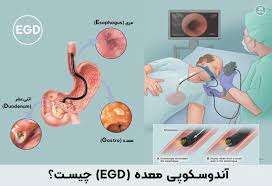 EGD
مری (Esophagus)
اثنی‌عشر
(Duodenum)
معده
(Gastro)
آندوسکوپی معده (EGD) چیست؟